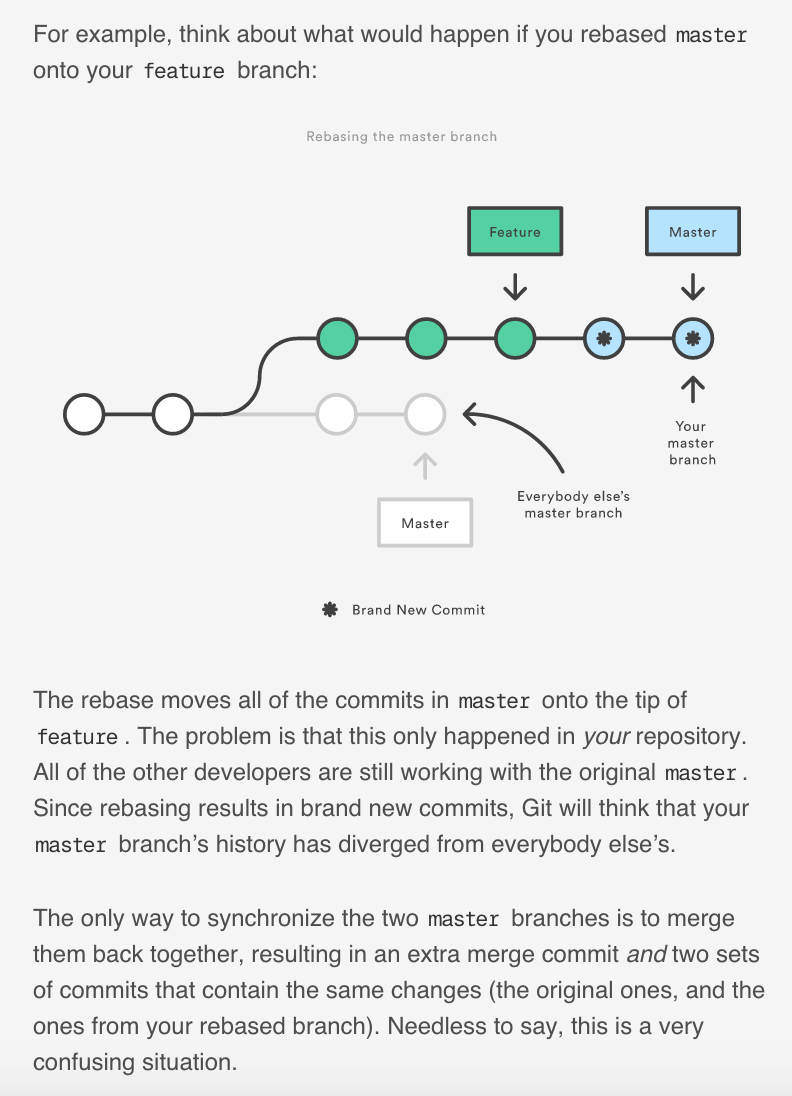 For example, think about what would happen if you rebased master
onto your feature branch:
Rebasing the master branch
Feature
Master
Your
master
branch
Everybody else’s
master branch
Master
Brand New Commit
The rebase moves all of the commits in master onto the tip of
feature . The problem is that this only happened in your repository.
All of the other developers are still working with the original master .
Since rebasing results in brand new commits, Git will think that your
master branch’s history has diverged from everybody else’s.
The only way to synchronize the two master branches is to merge
them back together, resulting in an extra merge commit and two sets
of commits that contain the same changes (the original ones, and the
ones from your rebased branch). Needless to say, this is a very
confusing situation.